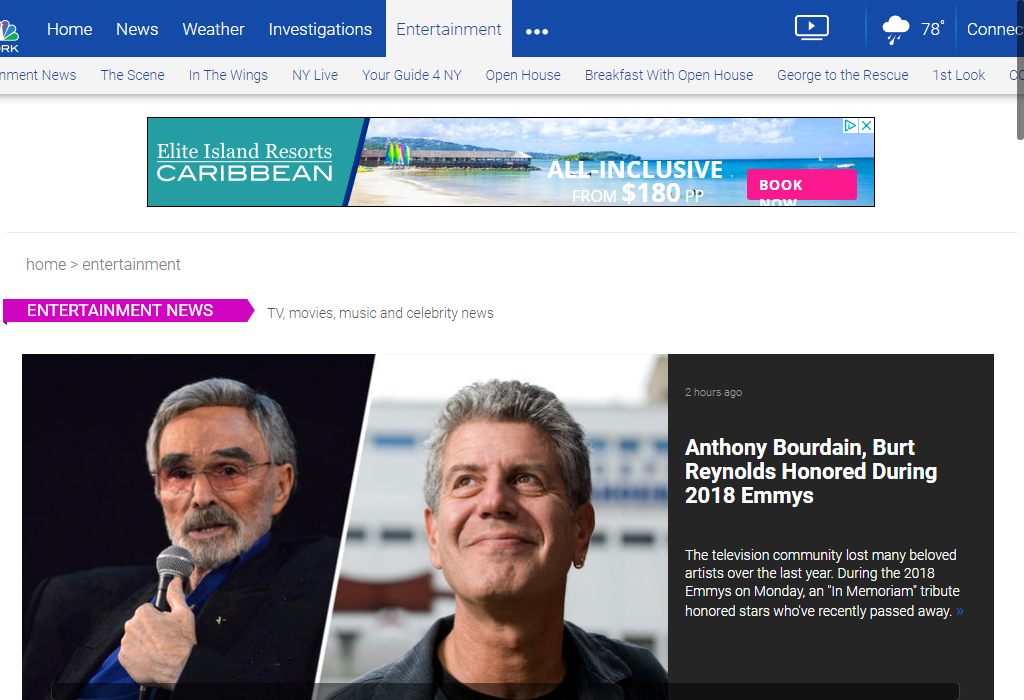 RK
Home News Weather Investigations Entertainment 78° Connec
nment News The Scene In The Wings NY Live Your Guide 4 NY Open House Breakfast With Open House George to the Rescue 1st Look CO
Elite Island Resorts
CARIBBEAN
ALL-INCLUSIVE
FROM $180 PP
BOOK
NOW
home > entertainment
ENTERTAINMENT NEWS
TV, movies, music and celebrity news
2 hours ago
Anthony Bourdain, Burt
Reynolds Honored During
2018 Emmys
The television community lost many beloved
artists over the last year. During the 2018
Emmys on Monday, an "In Memoriam" tribute
honored stars who've recently passed away. »